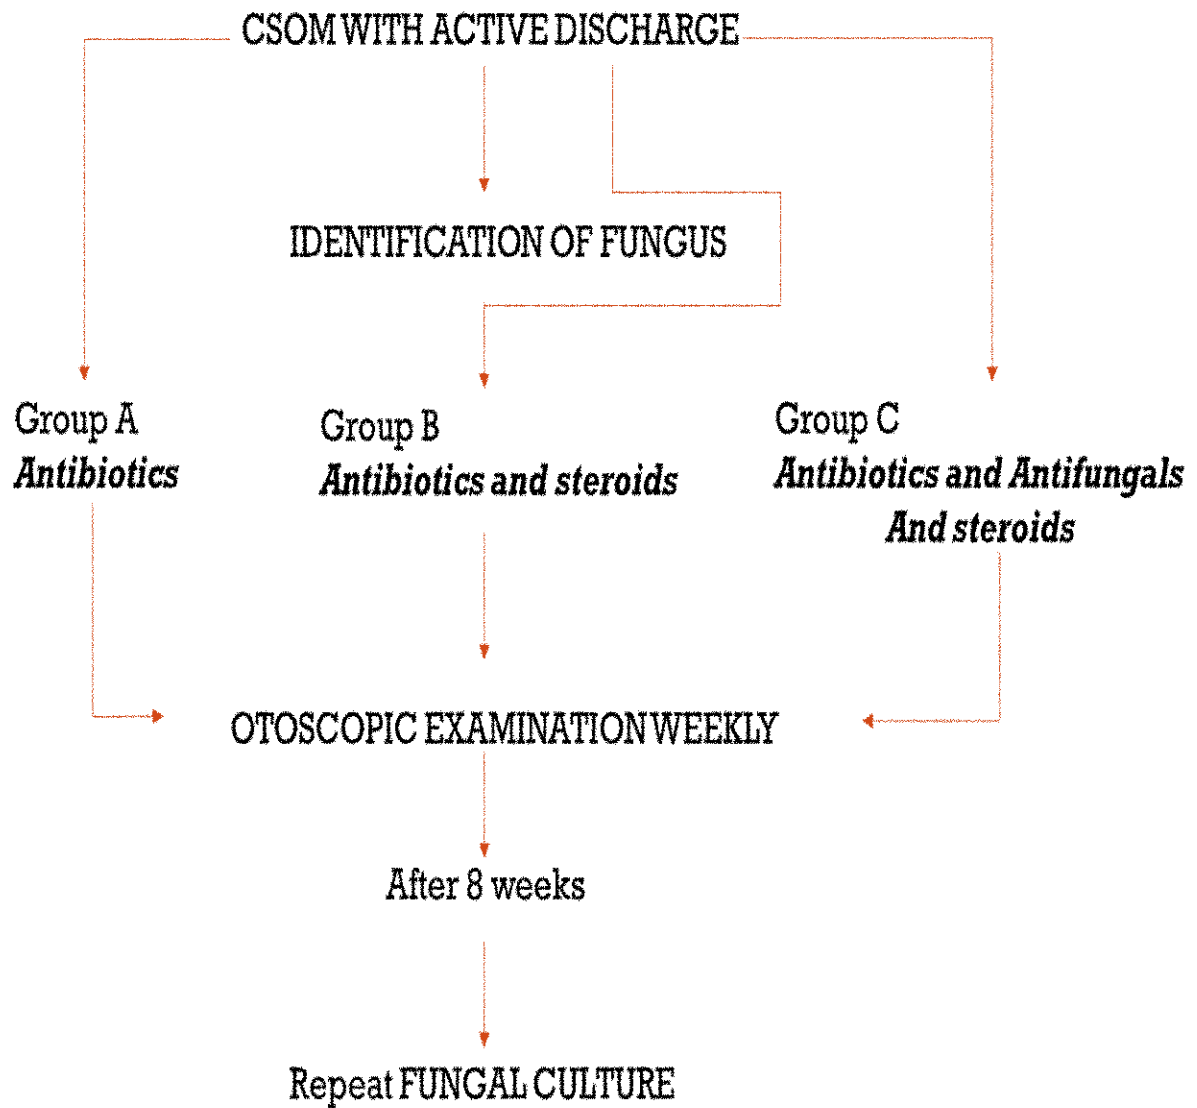 CSOM WITH ACTIVE DISCHARGE
IDENTIFICATION OF FUNGUS
Group A
Antibiotics
Group B
Antibiotics and steroids
Group C
Antibiotics and Antifungals
And steroids
OTOSCOPIC EXAMINATION WEEKLY
After 8 weeks
Repeat FUNGAL CULTURE